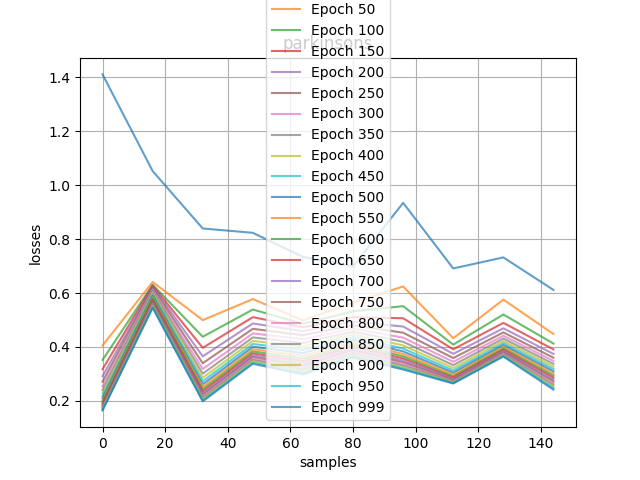 Epoch 50
Epoch 100
parkinsons
Epoch 150
Epoch 200
Epoch 250
Epoch 300
Epoch 350
Epoch 400
Epoch 450
Epoch 500
Epoch 550
Epoch 600
Epoch 650
Epoch 700
Epoch 750
Epoch 800
Epoch 850
Epoch 900
Epoch 950
Epoch 999
1.4
1.2
1.0
0.8
0.6
0.4
0.2
losses
0 20 40 60 80 100 120 140
samples